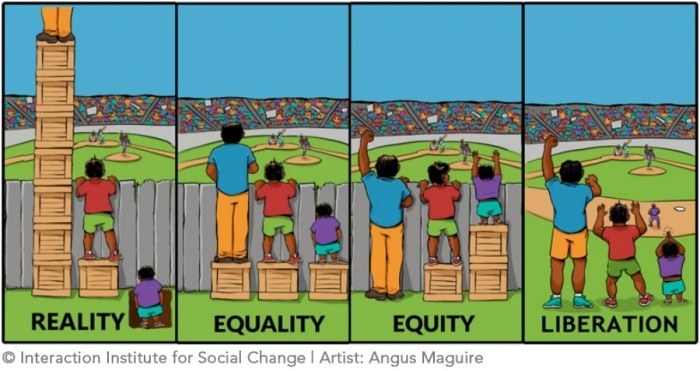 REALITY
EQUALITY
EQUITY
LIBERATION
© Interaction Institute for Social Change | Artist: Angus Maguire